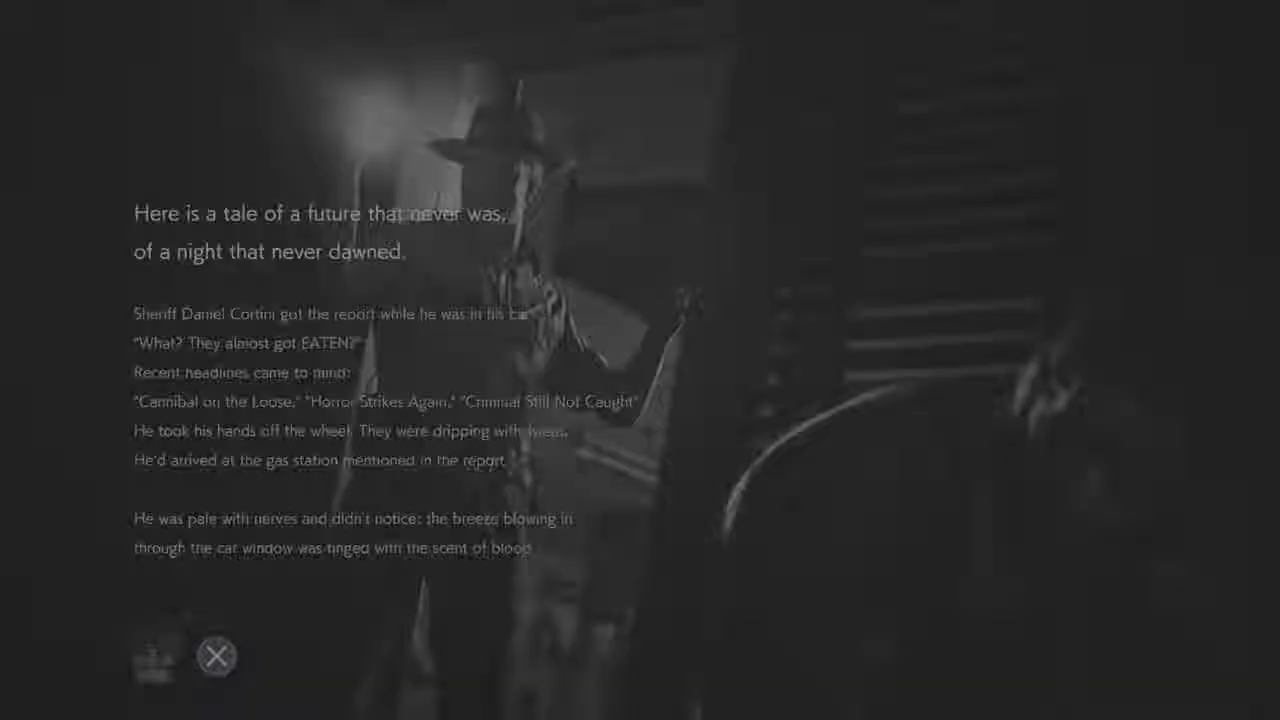 Here is a tale of a future that never was,
of a night that never dawned.
Sheriff Daniel Cortini got the report while he was in his car.
"What? They almost got EATEN?"
Recent headlines came to mind:
"Cannibal on the Loose," "Horror Strikes Again," "Criminal Still Not Caught"
He took his hands off the wheel. They were dripping with sweat.
He'd arrived at the gas station mentioned in the report.
He was pale with nerves and didn't notice: the breeze blowing in
through the car window was tinged with the scent of blood.